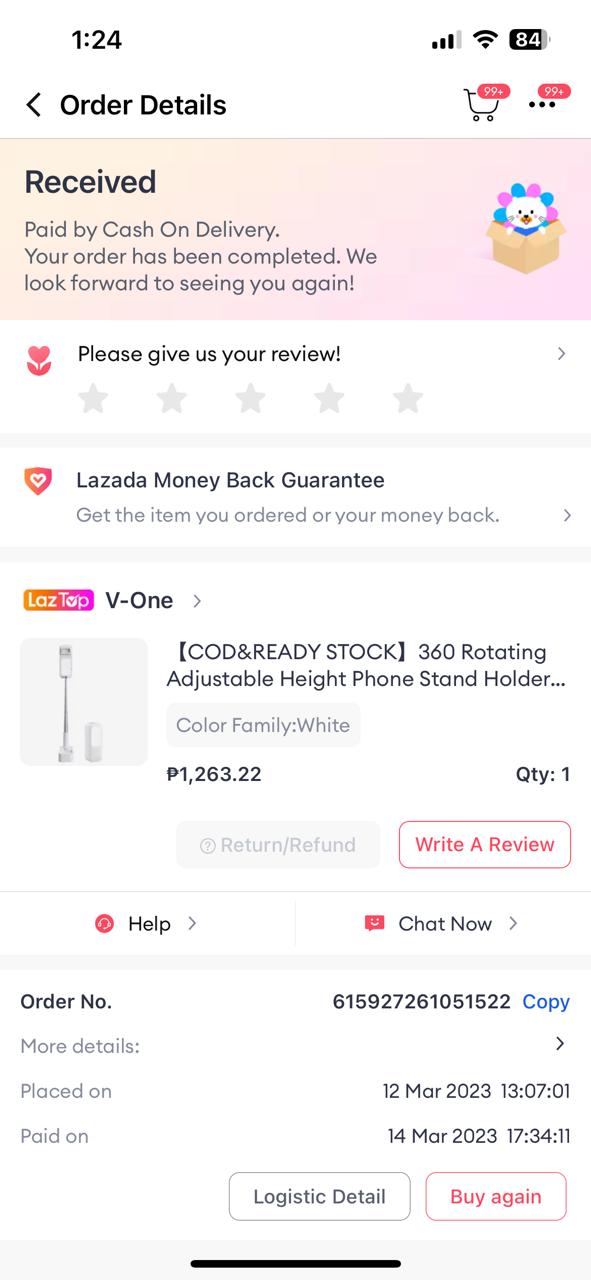 1:24
84
Order Details
99+
99+
Received
Paid by Cash On Delivery.
Your order has been completed. We
look forward to seeing you again!
Please give us your review!
Lazada Money Back Guarantee
Get the item you ordered or your money back.
LazTop V-One
【COD&READY STOCK】360 Rotating
Adjustable Height Phone Stand Holder...
Color Family:White
₱1,263.22 Qty: 1
Return/Refund Write A Review
Help Chat Now
Order No. 615927261051522 Copy
More details:
Placed on 12 Mar 2023 13:07:01
Paid on 14 Mar 2023 17:34:11
Logistic Detail Buy again